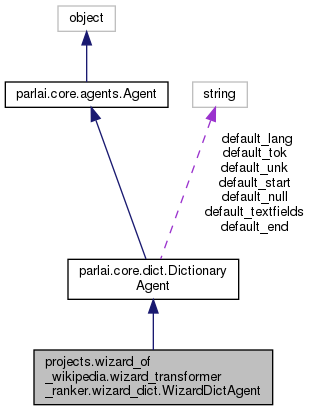 object
parlai.core.agents.Agent
string
default_lang
default_tok
default_unk
default_start
default_null
default_textfields
default_end
parlai.core.dict.Dictionary
Agent
projects.wizard_of
_wikipedia.wizard_transformer
_ranker.wizard_dict.WizardDictAgent